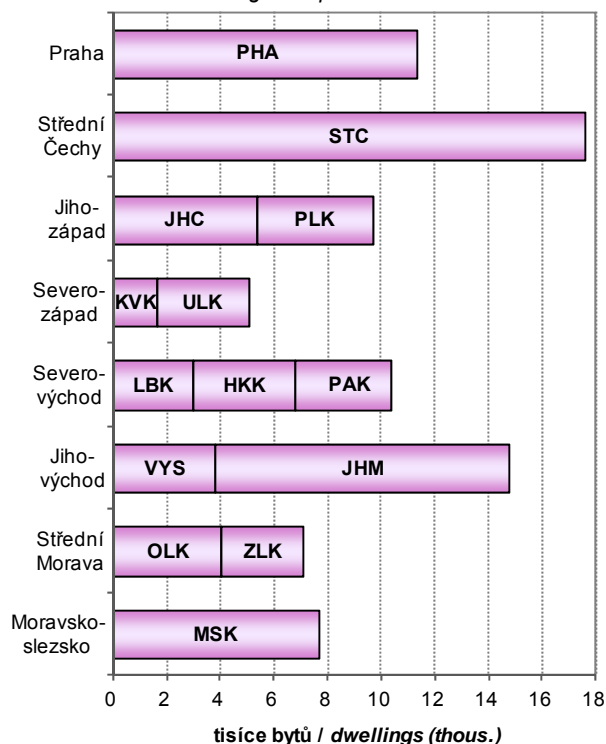 Praha
PHA
Střední
Čechy
STC
Jiho-
západ
JHC PLK
Severo-
západ
KVK ULK
Severo-
východ
LBK HKK PAK
Jiho-
východ
VYS JHM
Střední
Morava
OLK ZLK
Moravsko-
slezsko
MSK
0 2 4 6 8 10 12 14 16 18
tisíce bytů / dwellings (thous.)